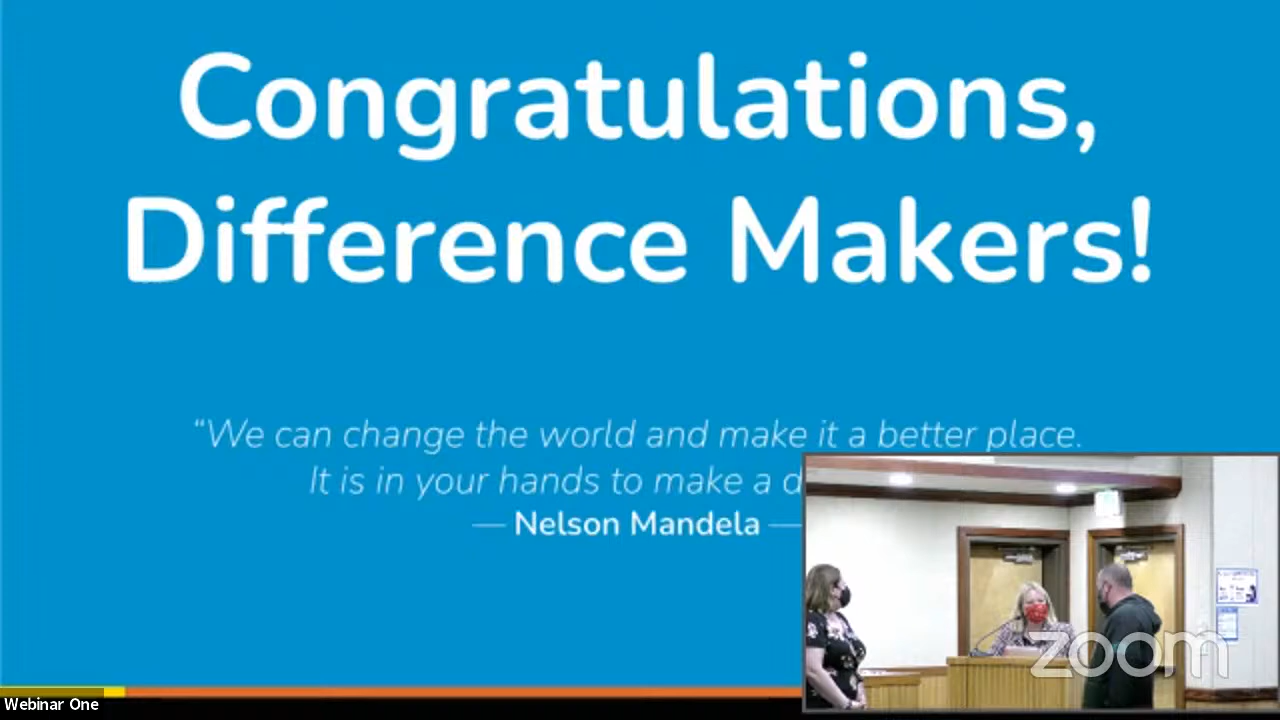 Congratulations,
Difference Makers!
“We can change the world and make it a better place.
It is in your hands to make a d
— Nelson Mandela —
zoom
Webinar One